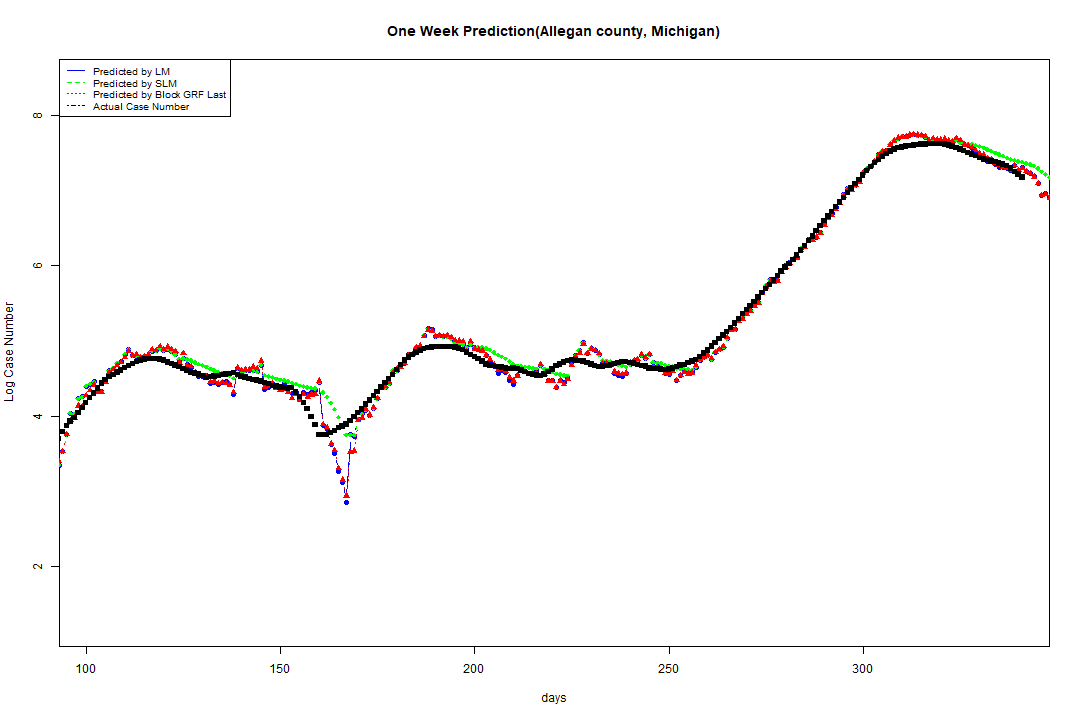 One Week Prediction(Allegan county, Michigan)
Predicted by LM
Predicted by SLM
Predicted by Block GRF Last
Actual Case Number
8
6
4
2
Log Case Number
100 150 200 250 300
days